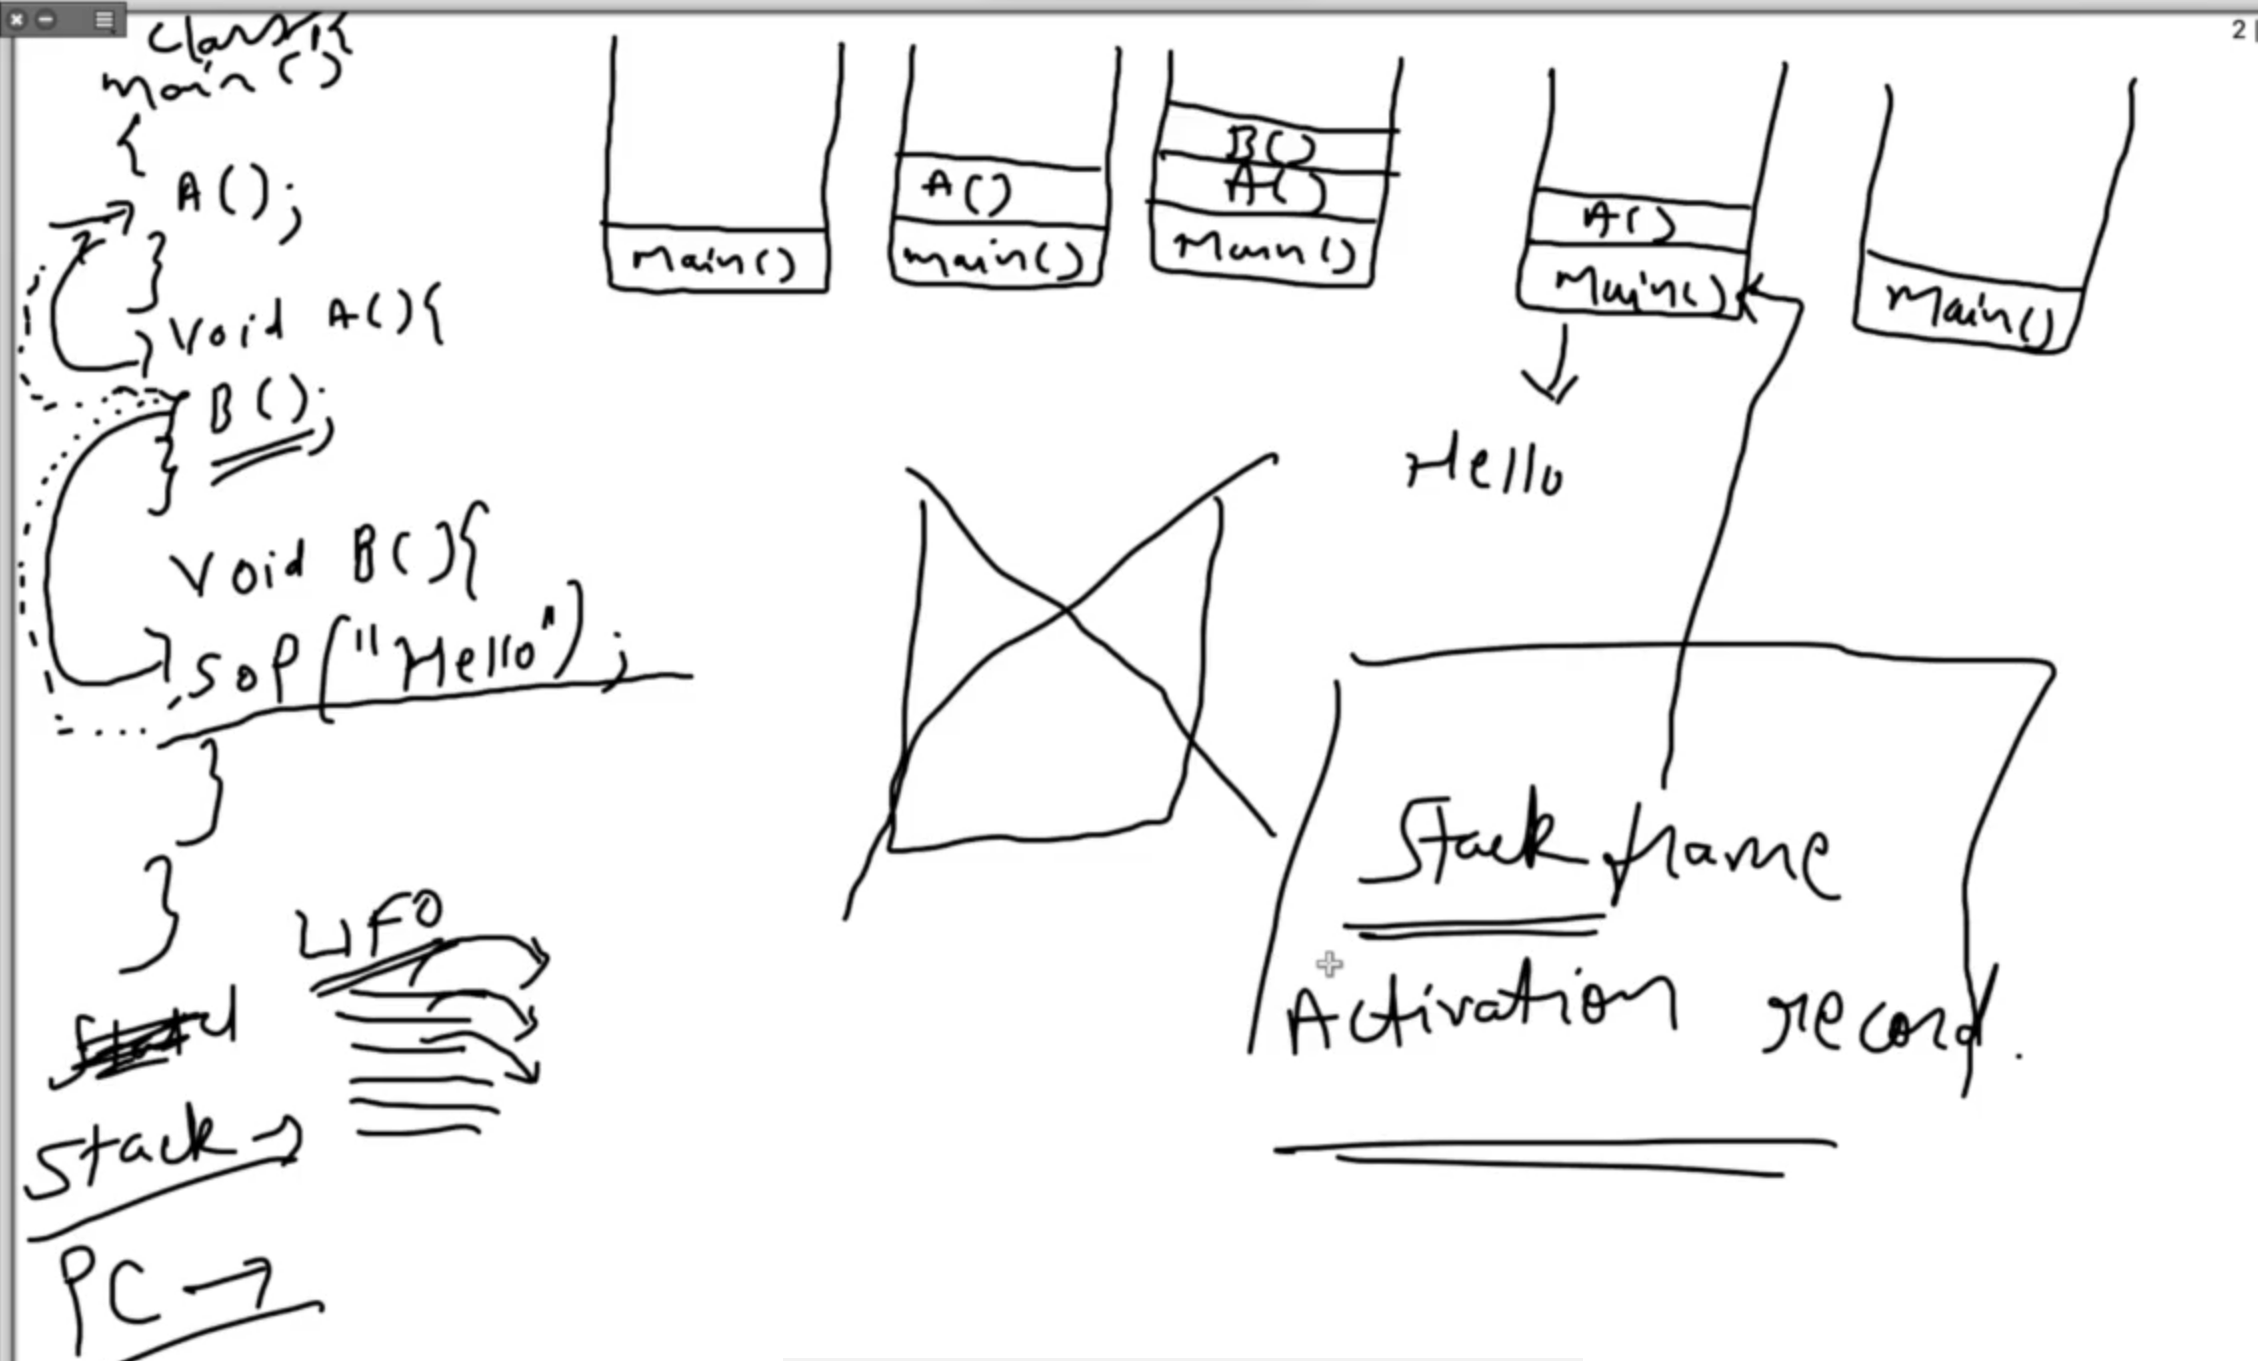 class {
main ()
{
A();
}
Void A(){
B();
}
Void B(){
SOP("Hello");
}
}
LIFO
Stack →
PC →
Main()
A()
main()
B()
A()
Main()
A()
Main()
Main()
Hello
Stack frame
Activation record.
2